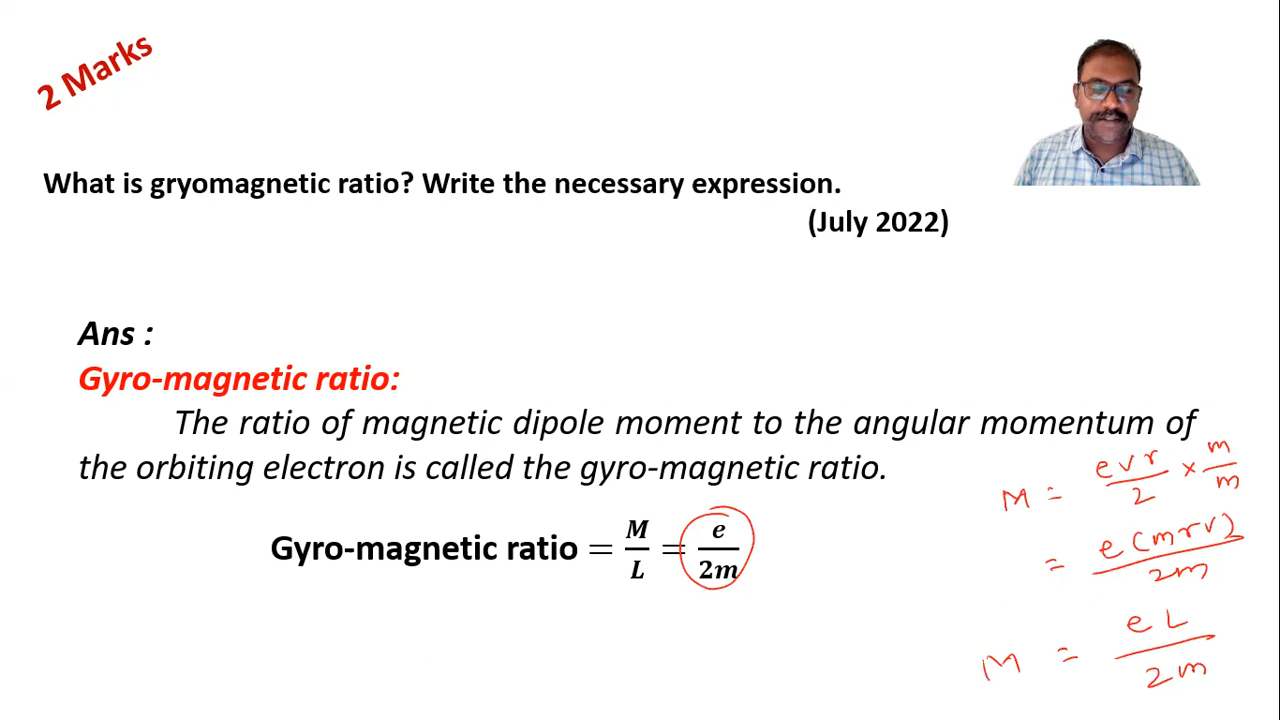 2 Marks
What is gryomagnetic ratio? Write the necessary expression.
(July 2022)
Ans :
Gyro-magnetic ratio:
The ratio of magnetic dipole moment to the angular momentum of
the orbiting electron is called the gyro-magnetic ratio.
Gyro-magnetic ratio = M/L = e/2m
M = evr/2 × m/m
= e(mrv)/2m
M = eL/2m